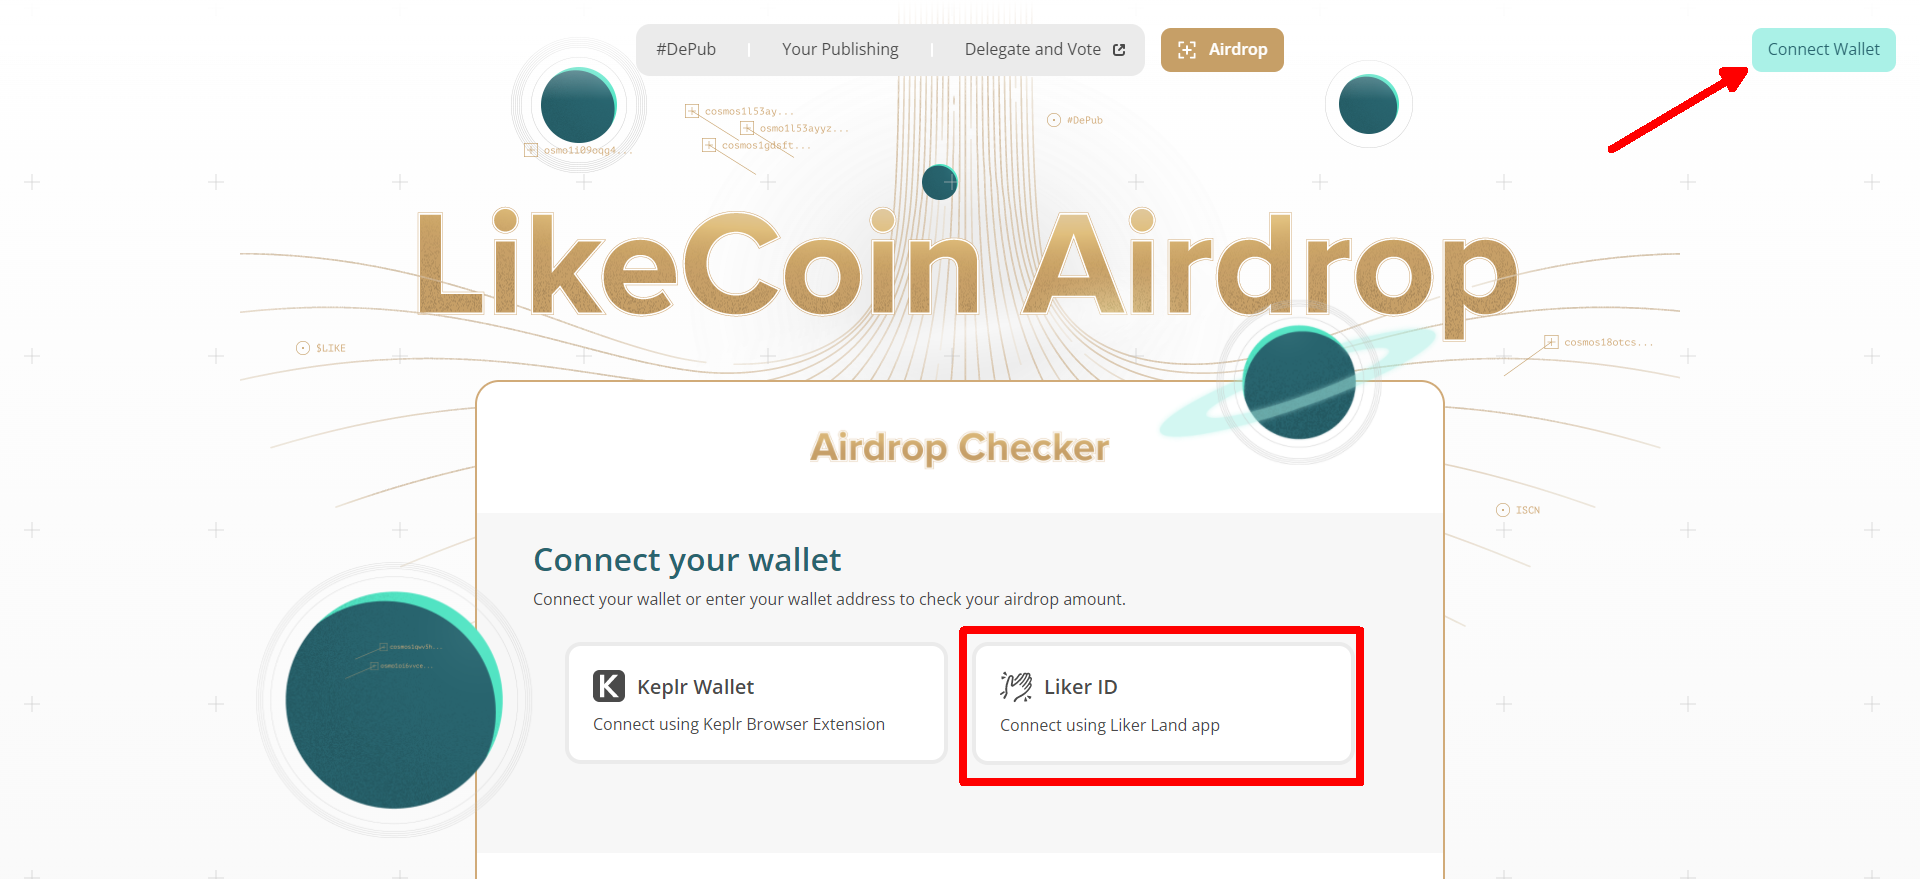 #DePub
Your Publishing
Delegate and Vote
Airdrop
Connect Wallet
cosmos1l53ay...
osmo1l53ayyz...
cosmos1gdsft...
osmo1i09oqg4...
#DePub
LikeCoin Airdrop
$LIKE
cosmos18otcs...
Airdrop Checker
ISCN
Connect your wallet
Connect your wallet or enter your wallet address to check your airdrop amount.
K Keplr Wallet
Connect using Keplr Browser Extension
Liker ID
Connect using Liker Land app